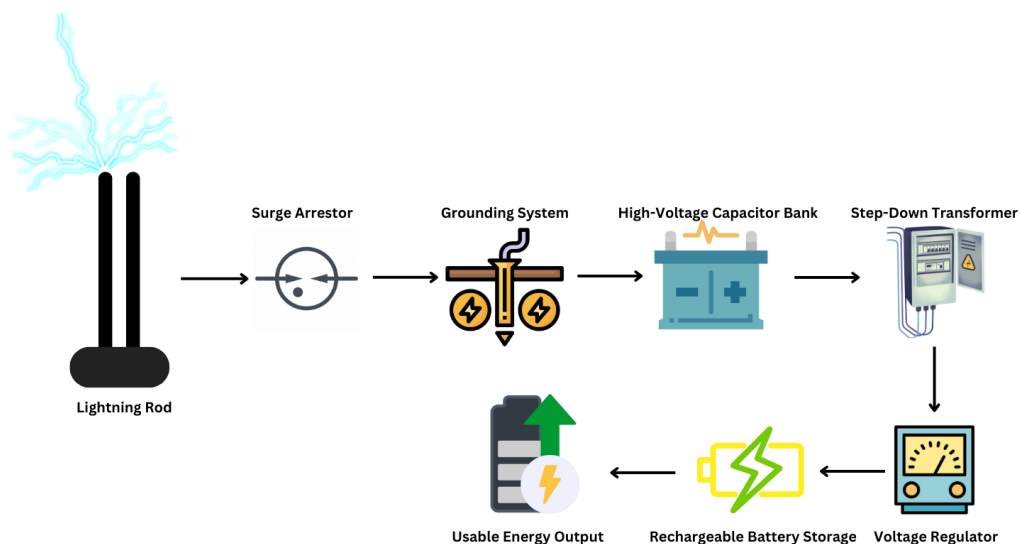 Surge Arrestor
Grounding System
High-Voltage Capacitor Bank
Step-Down Transformer
Lightning Rod
Usable Energy Output
Rechargeable Battery Storage
Voltage Regulator